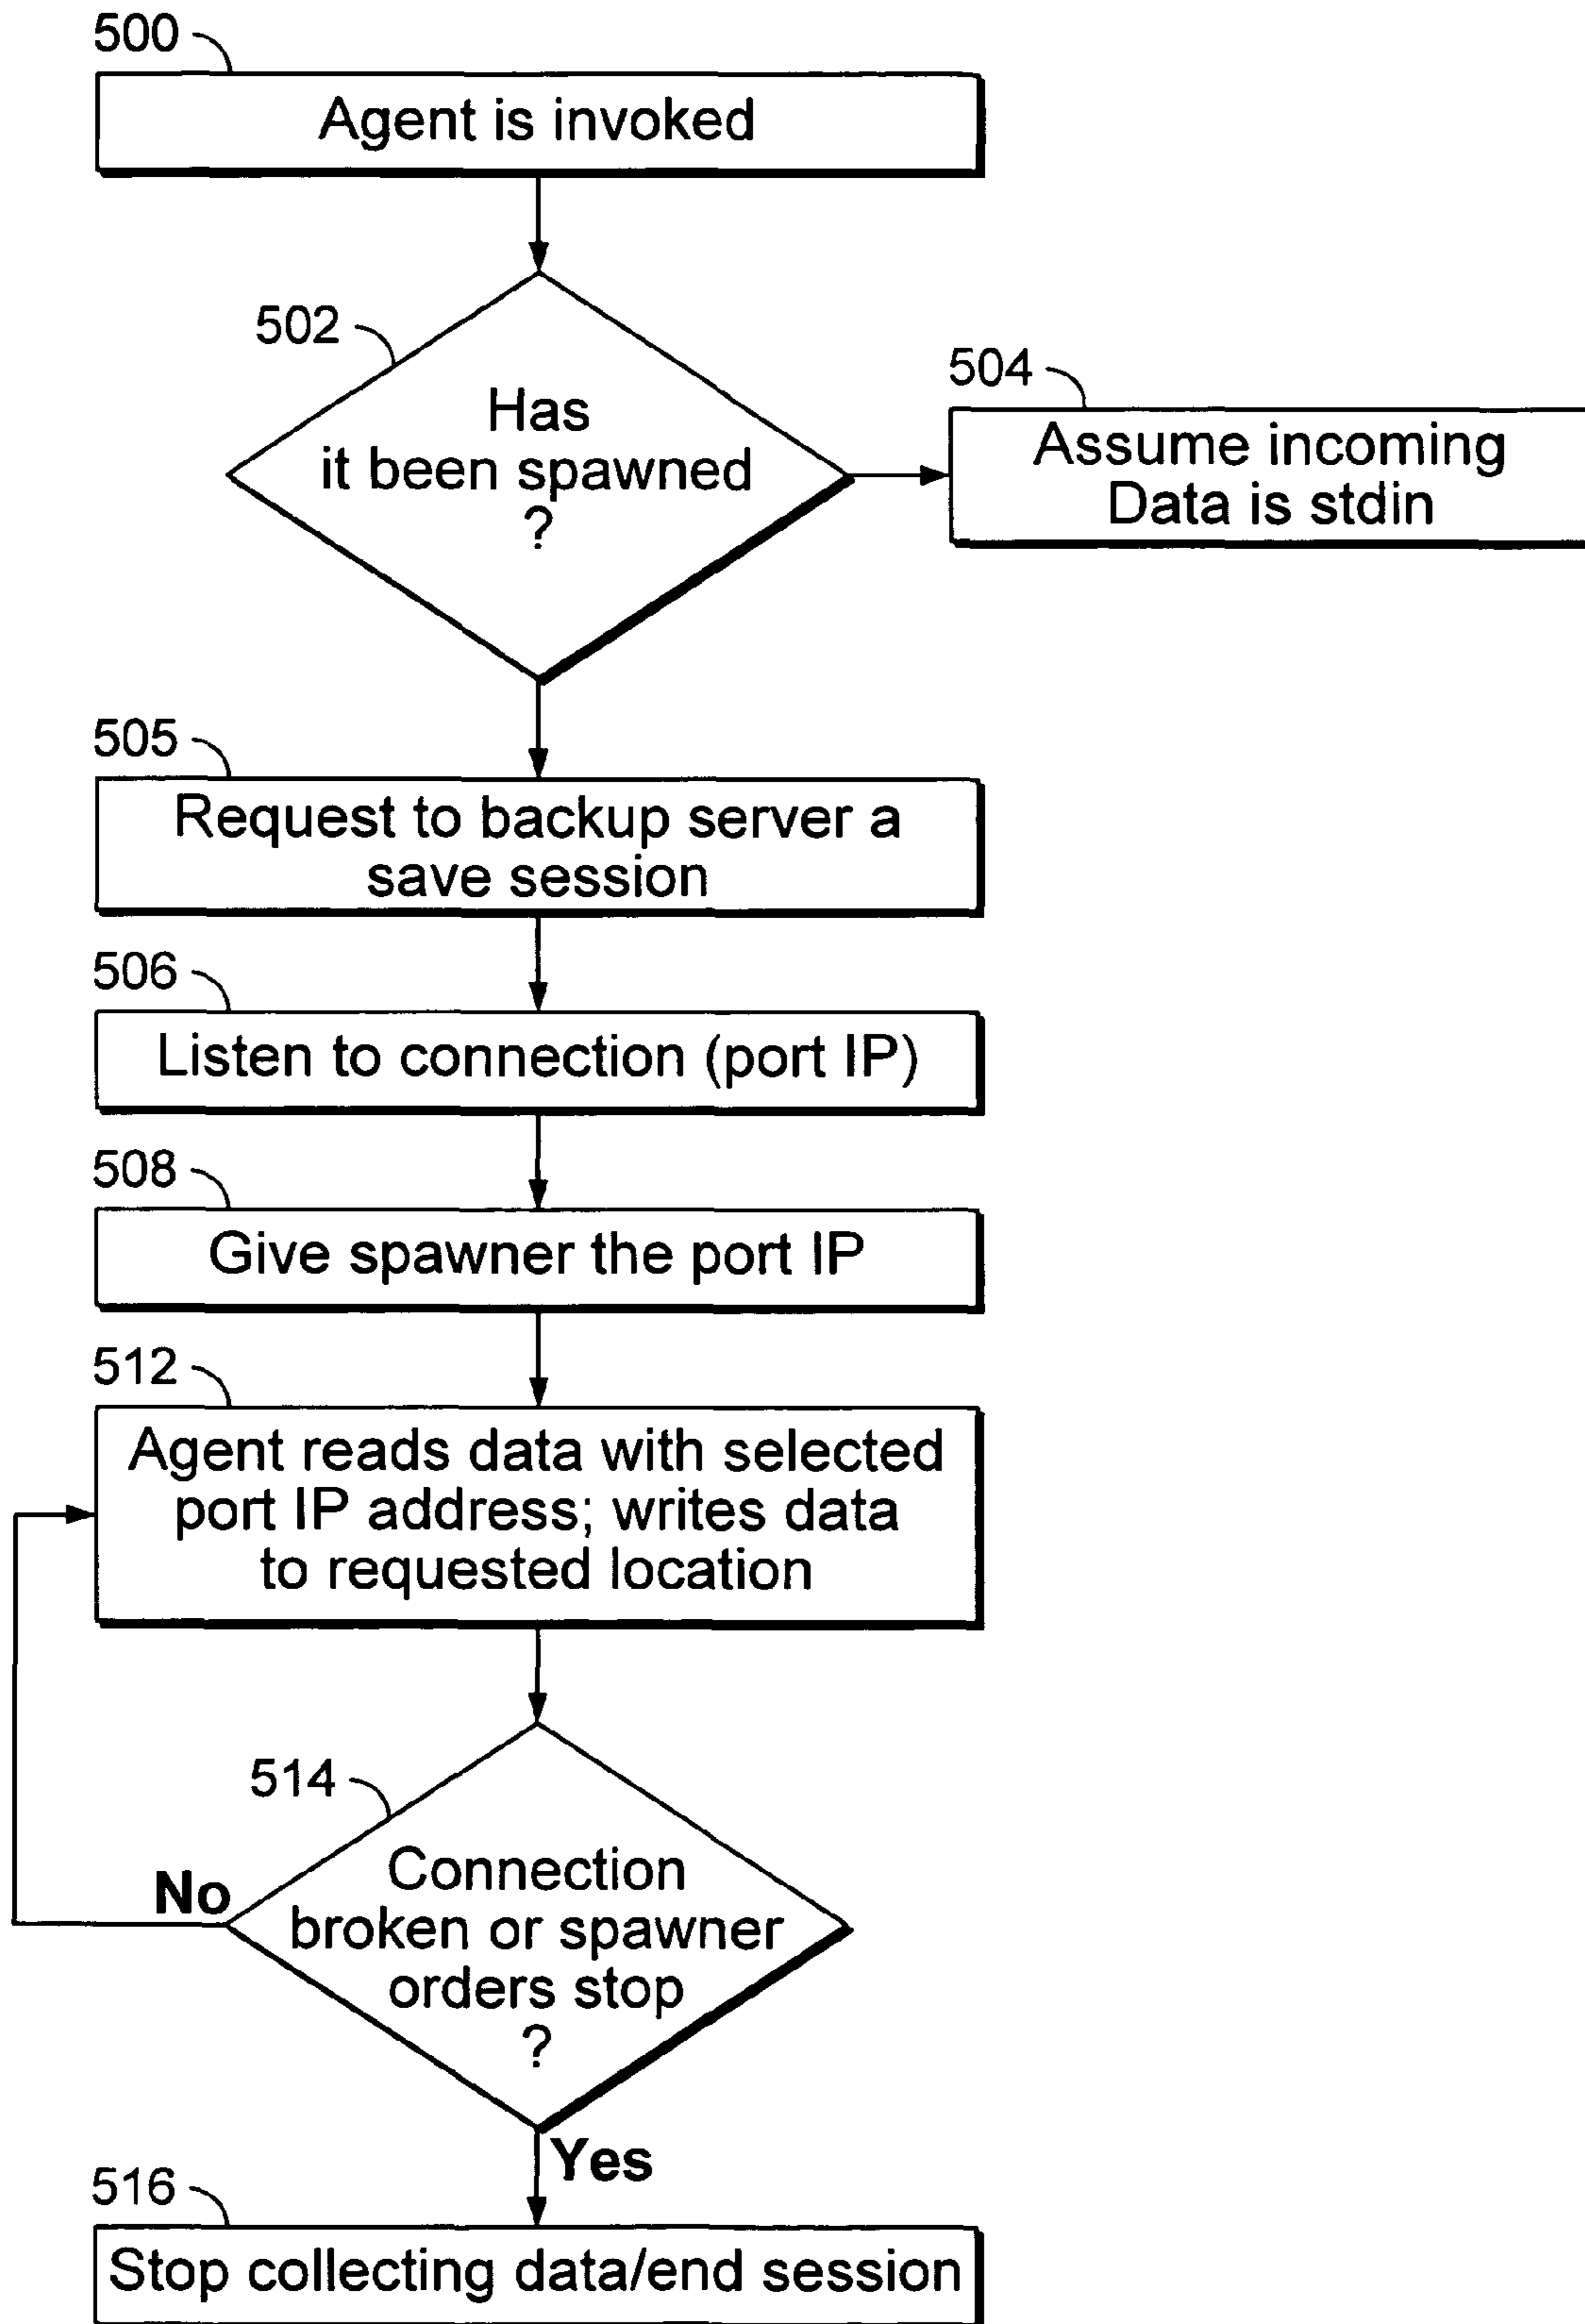 500
Agent is invoked
502
Has
it been spawned
?
504
Assume incoming
Data is stdin
505
Request to backup server a
save session
506
Listen to connection (port IP)
508
Give spawner the port IP
512
Agent reads data with selected
port IP address; writes data
to requested location
514
Connection
broken or spawner
orders stop
?
No
Yes
516
Stop collecting data/end session